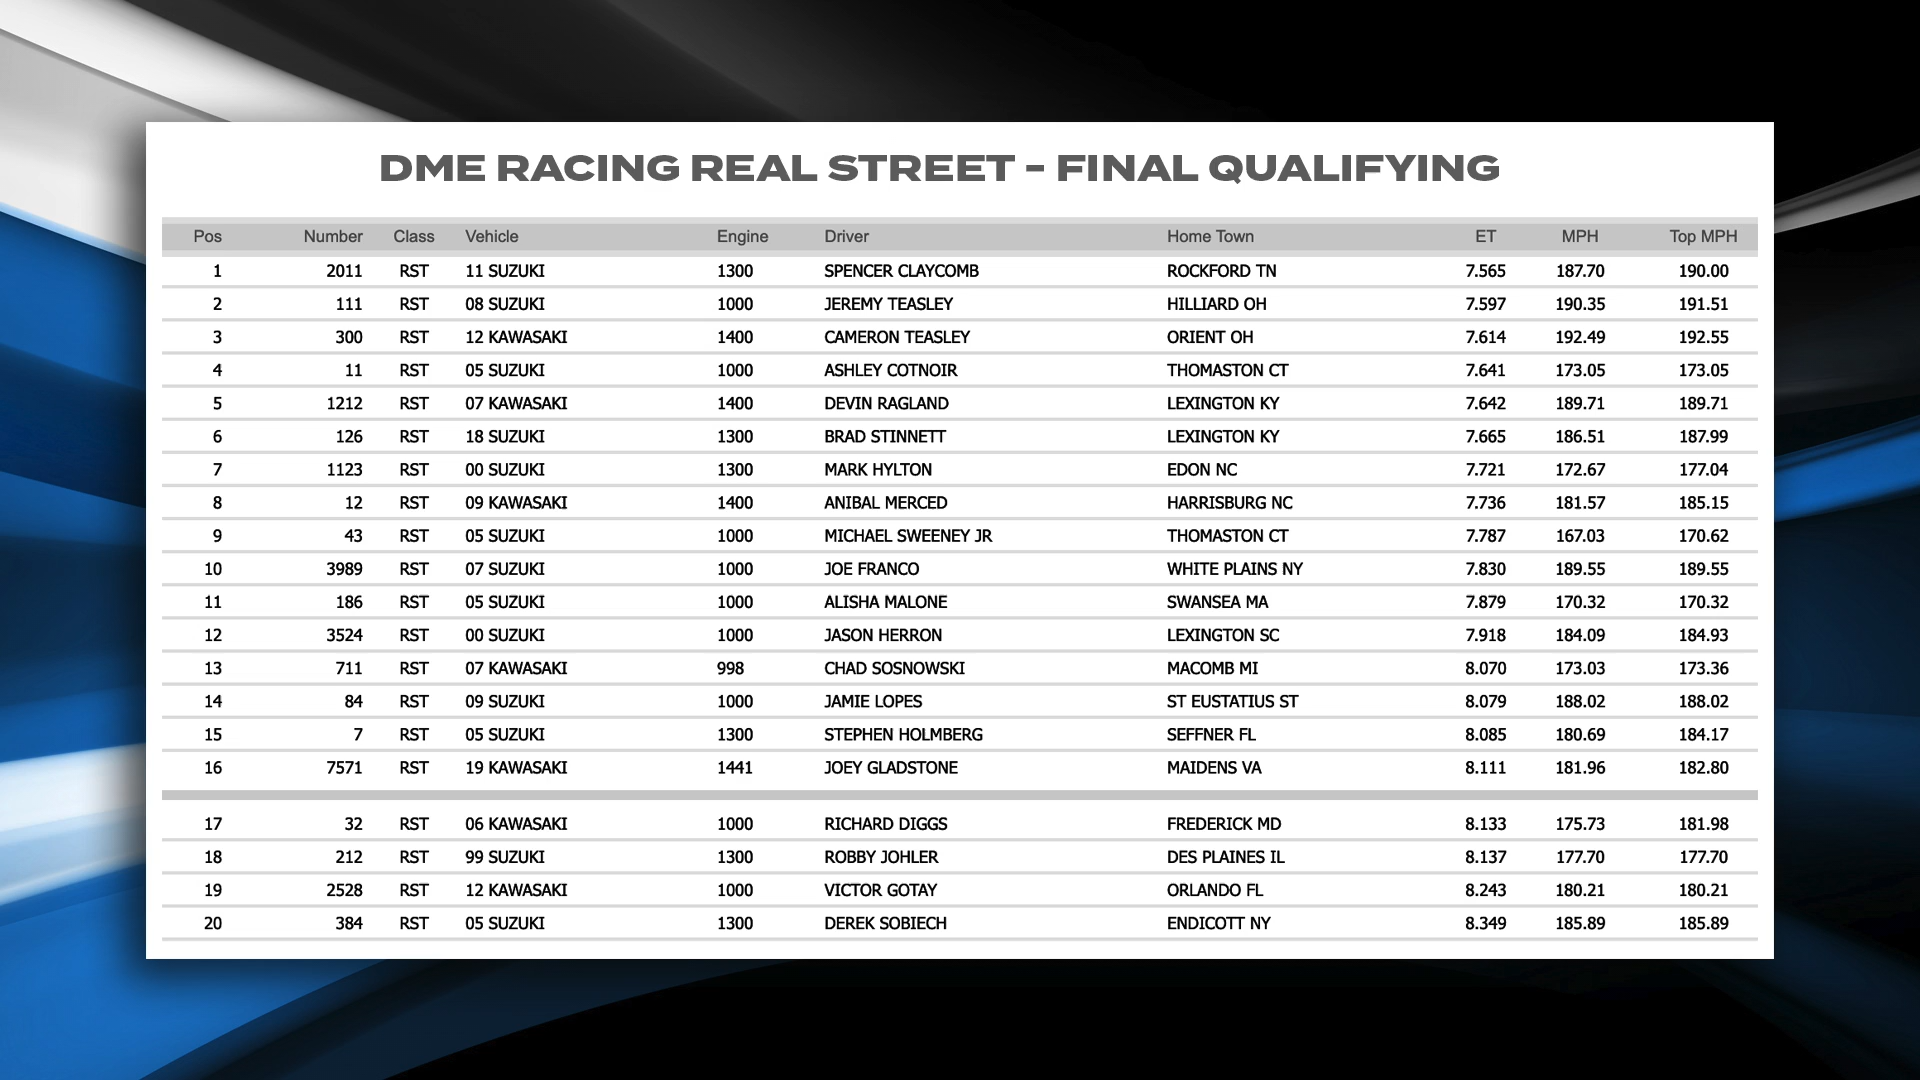 DME RACING REAL STREET - FINAL QUALIFYING
Pos Number Class Vehicle Engine Driver Home Town ET MPH Top MPH
1 2011 RST 11 SUZUKI 1300 SPENCER CLAYCOMB ROCKFORD TN 7.565 187.70 190.00
2 111 RST 08 SUZUKI 1000 JEREMY TEASLEY HILLIARD OH 7.597 190.35 191.51
3 300 RST 12 KAWASAKI 1400 CAMERON TEASLEY ORIENT OH 7.614 192.49 192.55
4 11 RST 05 SUZUKI 1000 ASHLEY COTNOIR THOMASTON CT 7.641 173.05 173.05
5 1212 RST 07 KAWASAKI 1400 DEVIN RAGLAND LEXINGTON KY 7.642 189.71 189.71
6 126 RST 18 SUZUKI 1300 BRAD STINNETT LEXINGTON KY 7.665 186.51 187.99
7 1123 RST 00 SUZUKI 1300 MARK HYLTON EDON NC 7.721 172.67 177.04
8 12 RST 09 KAWASAKI 1400 ANIBAL MERCED HARRISBURG NC 7.736 181.57 185.15
9 43 RST 05 SUZUKI 1000 MICHAEL SWEENEY JR THOMASTON CT 7.787 167.03 170.62
10 3989 RST 07 SUZUKI 1000 JOE FRANCO WHITE PLAINS NY 7.830 189.55 189.55
11 186 RST 05 SUZUKI 1000 ALISHA MALONE SWANSEA MA 7.879 170.32 170.32
12 3524 RST 00 SUZUKI 1000 JASON HERRON LEXINGTON SC 7.918 184.09 184.93
13 711 RST 07 KAWASAKI 998 CHAD SOSNOWSKI MACOMB MI 8.070 173.03 173.36
14 84 RST 09 SUZUKI 1000 JAMIE LOPES ST EUSTATIUS ST 8.079 188.02 188.02
15 7 RST 05 SUZUKI 1300 STEPHEN HOLMBERG SEFFNER FL 8.085 180.69 184.17
16 7571 RST 19 KAWASAKI 1441 JOEY GLADSTONE MAIDENS VA 8.111 181.96 182.80
17 32 RST 06 KAWASAKI 1000 RICHARD DIGGS FREDERICK MD 8.133 175.73 181.98
18 212 RST 99 SUZUKI 1300 ROBBY JOHLER DES PLAINES IL 8.137 177.70 177.70
19 2528 RST 12 KAWASAKI 1000 VICTOR GOTAY ORLANDO FL 8.243 180.21 180.21
20 384 RST 05 SUZUKI 1300 DEREK SOBIECH ENDICOTT NY 8.349 185.89 185.89